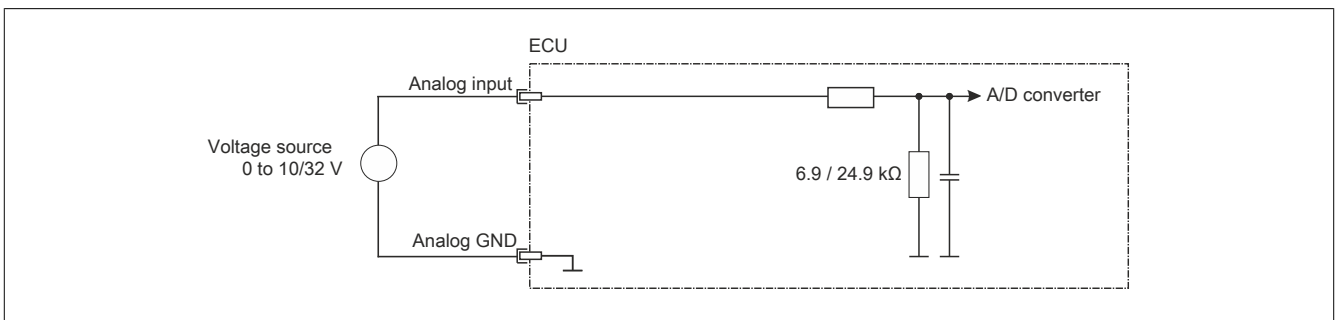 ECU
Analog input
A/D converter
Voltage source
0 to 10/32 V
6.9 / 24.9 kΩ
Analog GND